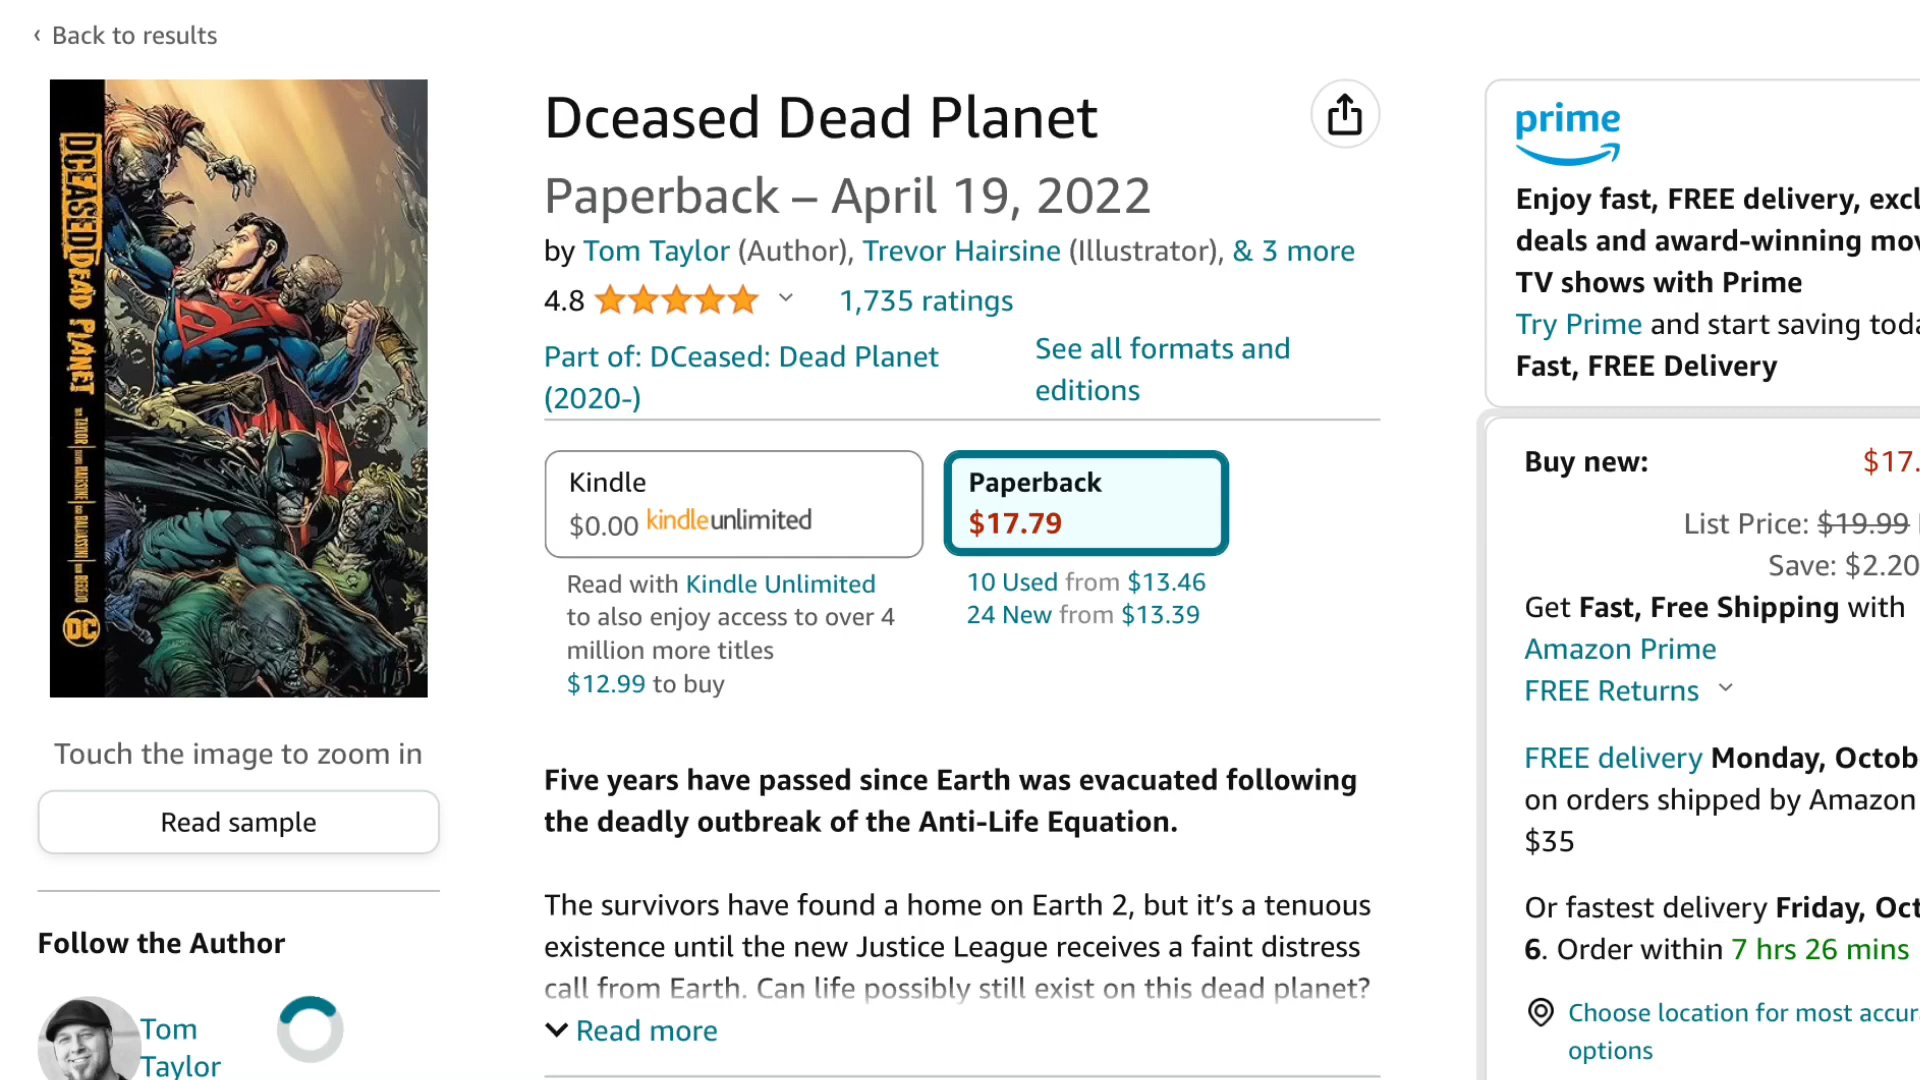 ‹ Back to results
DCEASED DEAD PLANET
TAYLOR HAIRSINE
DC
Touch the image to zoom in
Read sample
Follow the Author
Tom
Taylor
Dceased Dead Planet
Paperback – April 19, 2022
by Tom Taylor (Author), Trevor Hairsine (Illustrator), & 3 more
4.8 1,735 ratings
Part of: DCeased: Dead Planet
(2020-)
See all formats and
editions
Kindle
$0.00 kindleunlimited
Read with Kindle Unlimited
to also enjoy access to over 4
million more titles
$12.99 to buy
Paperback
$17.79
10 Used from $13.46
24 New from $13.39
Five years have passed since Earth was evacuated following
the deadly outbreak of the Anti-Life Equation.
The survivors have found a home on Earth 2, but it’s a tenuous
existence until the new Justice League receives a faint distress
call from Earth. Can life possibly still exist on this dead planet?
Read more
prime
Enjoy fast, FREE delivery, excl
deals and award-winning mov
TV shows with Prime
Try Prime and start saving toda
Fast, FREE Delivery
Buy new: $17.
List Price: $19.99
Save: $2.20
Get Fast, Free Shipping with
Amazon Prime
FREE Returns
FREE delivery Monday, Octob
on orders shipped by Amazon
$35
Or fastest delivery Friday, Oct
6. Order within 7 hrs 26 mins
Choose location for most accur
options